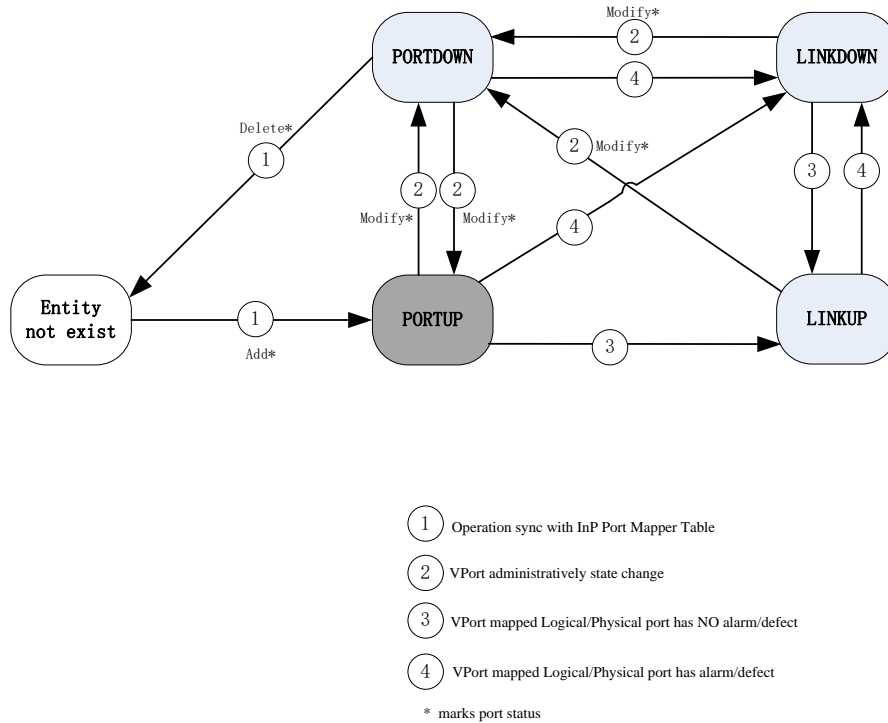 Modify*
2
PORTDOWN
LINKDOWN
4
Delete*
1
2
Modify*
2
2
3
4
Modify*
Modify*
4
Entity
not exist
1
PORTUP
LINKUP
3
Add*
1 Operation sync with InP Port Mapper Table
2 VPort administratively state change
3 VPort mapped Logical/Physical port has NO alarm/defect
4 VPort mapped Logical/Physical port has alarm/defect
* marks port status